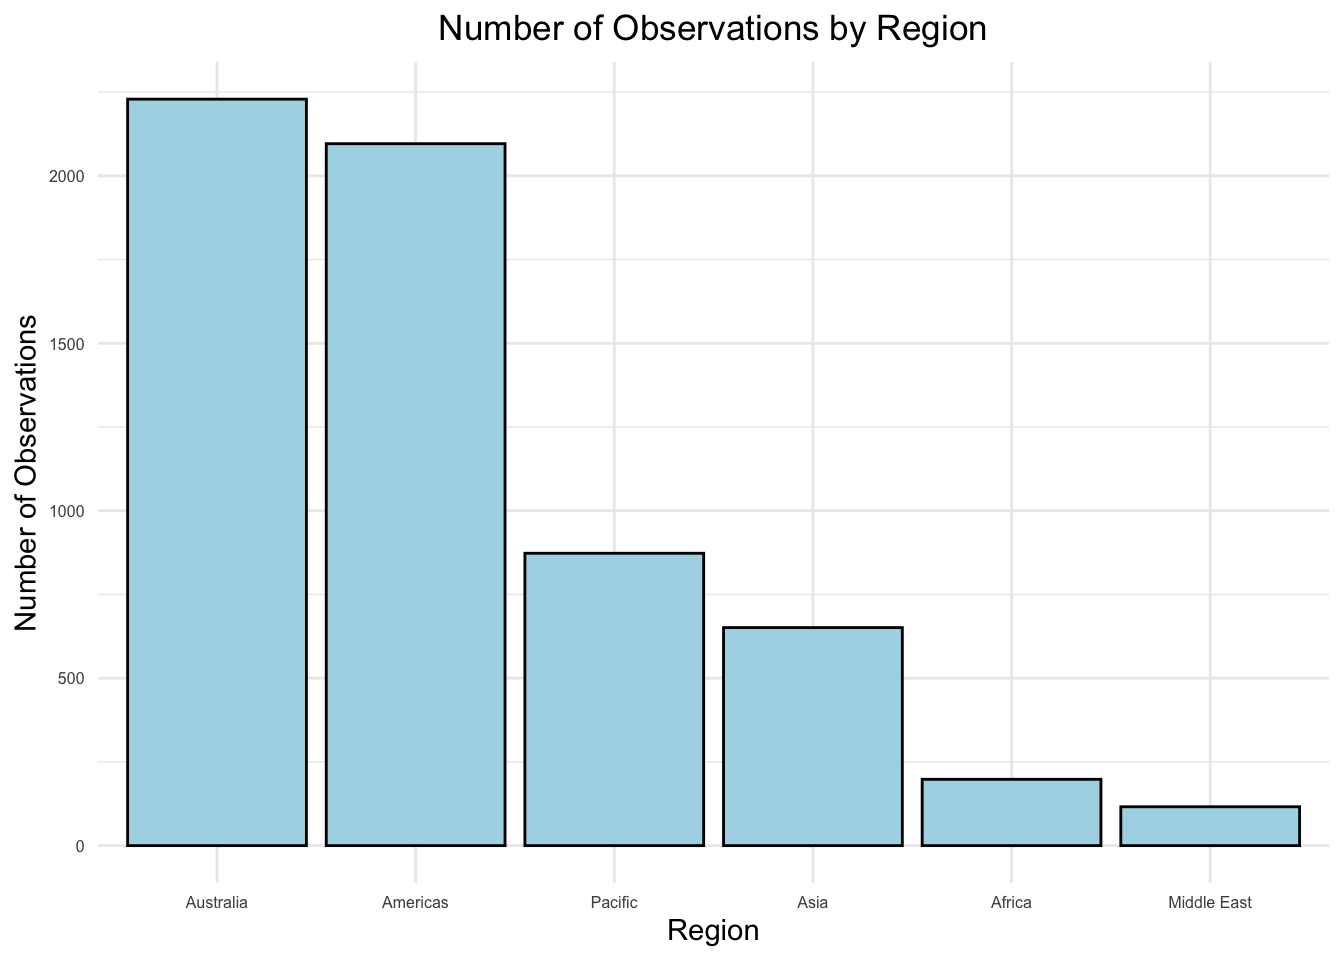 Number of Observations by Region
Number of Observations
2000
1500
1000
500
0
Australia Americas Pacific Asia Africa Middle East
Region